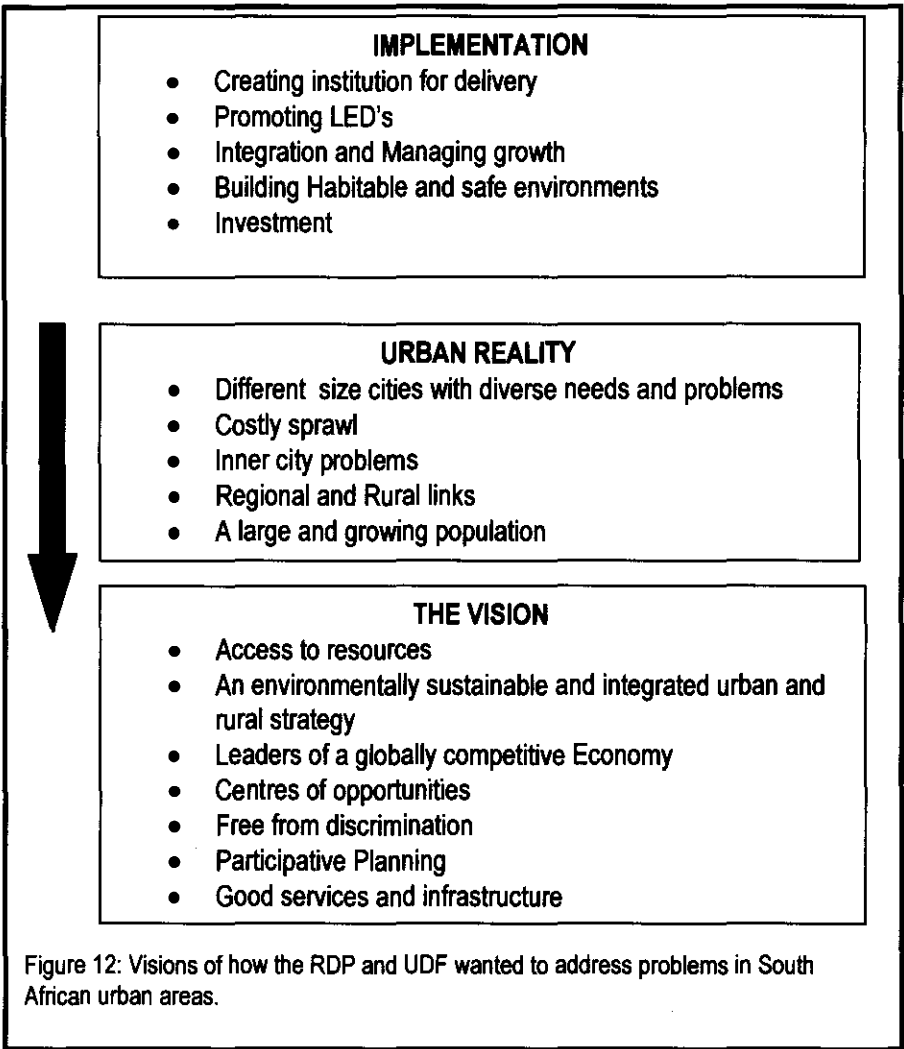 IMPLEMENTATION
• Creating institution for delivery
• Promoting LED's
• Integration and Managing growth
• Building Habitable and safe environments
• Investment
URBAN REALITY
• Different size cities with diverse needs and problems
• Costly sprawl
• Inner city problems
• Regional and Rural links
• A large and growing population
THE VISION
• Access to resources
• An environmentally sustainable and integrated urban and
rural strategy
• Leaders of a globally competitive Economy
• Centres of opportunities
• Free from discrimination
• Participative Planning
• Good services and infrastructure
Figure 12: Visions of how the RDP and UDF wanted to address problems in South
African urban areas.